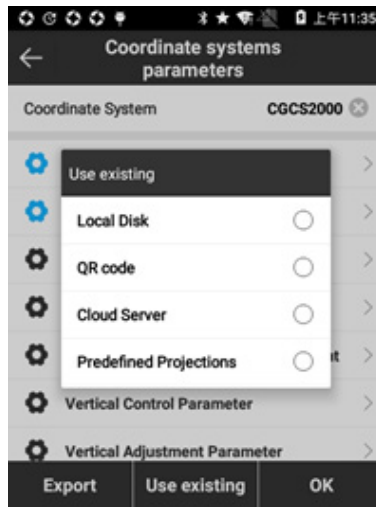 上午11:35
Coordinate systems
parameters
Coordinate System CGCS2000
Use existing
Local Disk
QR code
Cloud Server
Predefined Projections
Vertical Control Parameter
Vertical Adjustment Parameter
Export Use existing OK